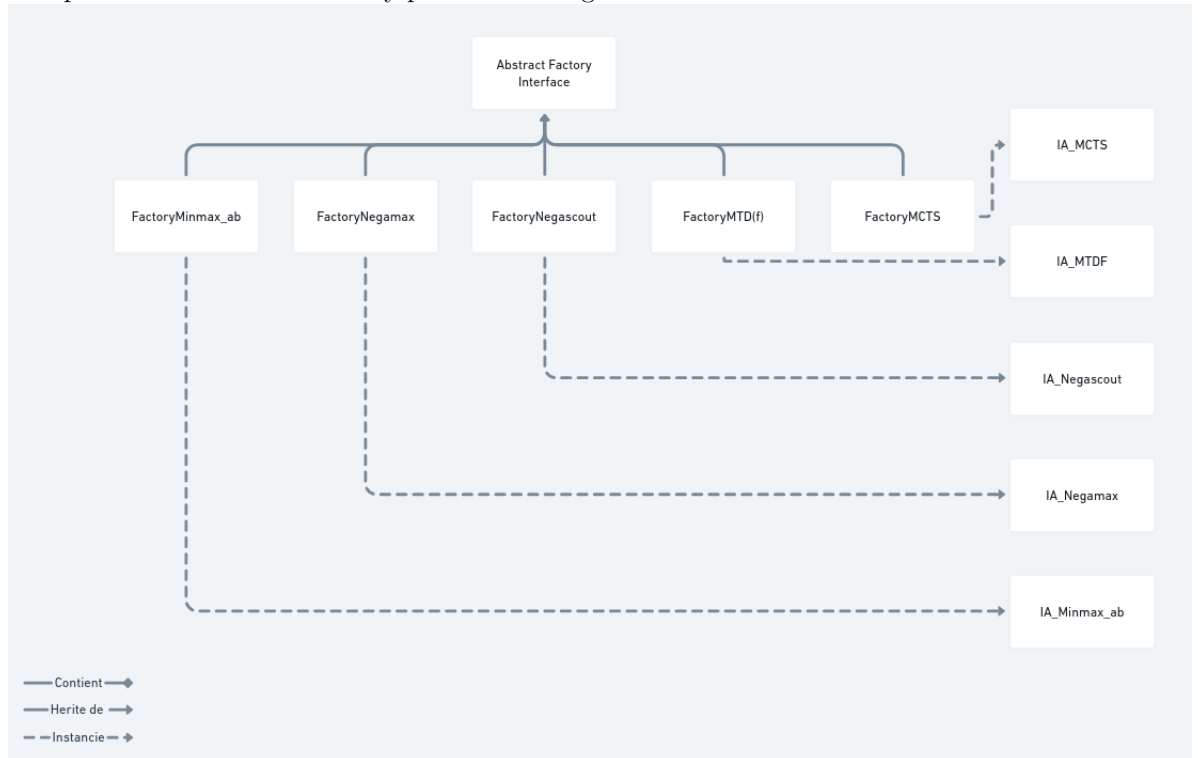 Abstract Factory
Interface
IA_MCTS
FactoryMinmax_ab
FactoryNegamax
FactoryNegascout
FactoryMTD(f)
FactoryMCTS
IA_MTDF
IA_Negascout
IA_Negamax
IA_Minmax_ab
Contient
Herite de
Instancie